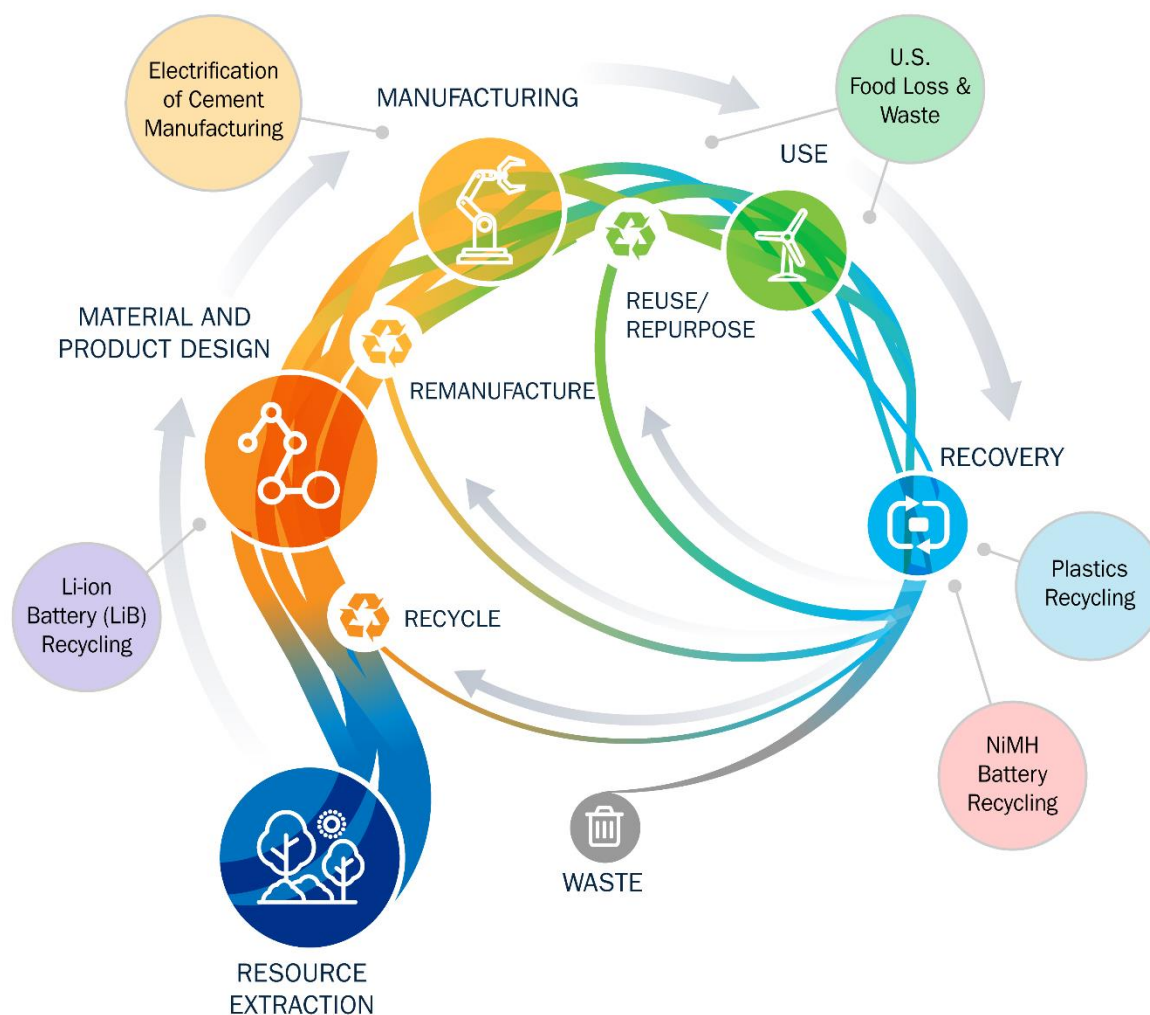 Electrification
of Cement
Manufacturing
MANUFACTURING
U.S.
Food Loss &
Waste
USE
MATERIAL AND
PRODUCT DESIGN
REUSE/
REPURPOSE
REMANUFACTURE
RECOVERY
Li-ion
Battery (LiB)
Recycling
RECYCLE
Plastics
Recycling
NiMH
Battery
Recycling
WASTE
RESOURCE
EXTRACTION